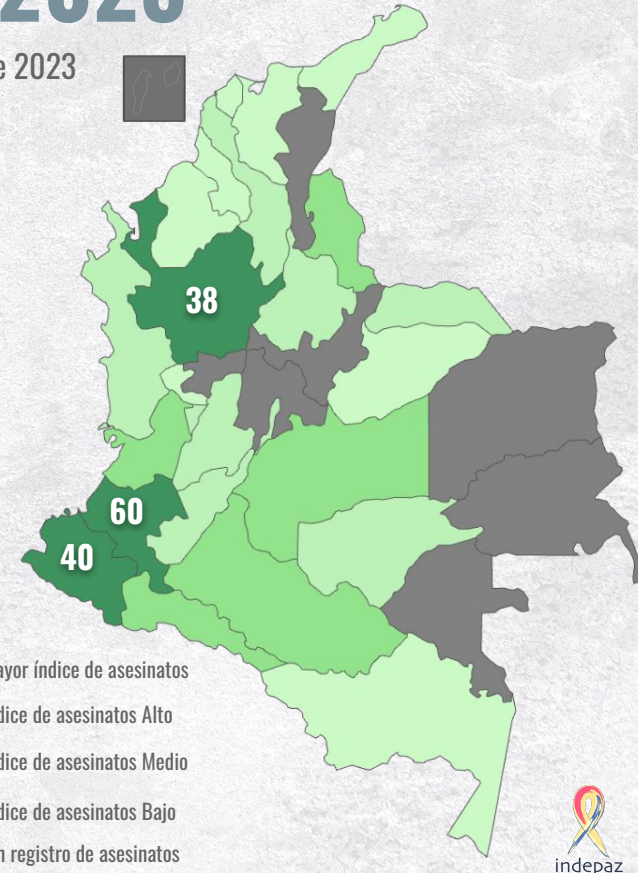 2020
e 2023
38
60
40
ayor índice de asesinatos
dice de asesinatos Alto
dice de asesinatos Medio
dice de asesinatos Bajo
n registro de asesinatos
indepaz